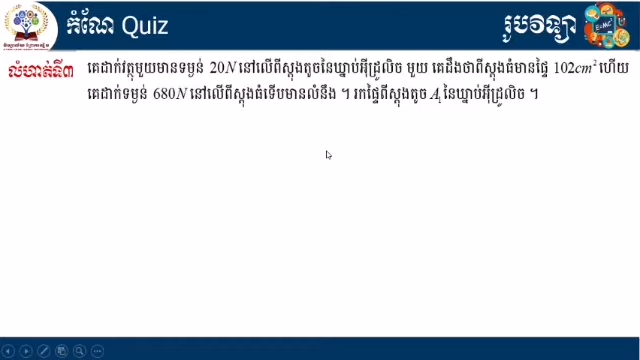 កំណែ Quiz
រូបវិទ្យា
លំហាត់ទី៣
គេដាក់វត្ថុមួយមានទម្ងន់ 20N នៅលើពីស្តុងតូចនៃឃ្នាប់អ៊ីដ្រូលិច មួយ គេដឹងថាពីស្តុងធំមានផ្ទៃ 102cm² ហើយ
គេដាក់ទម្ងន់ 680N នៅលើពីស្តុងធំទើបមានលំនឹង ។ រកផ្ទៃពីស្តុងតូច A₁ នៃឃ្នាប់អ៊ីដ្រូលិច ។